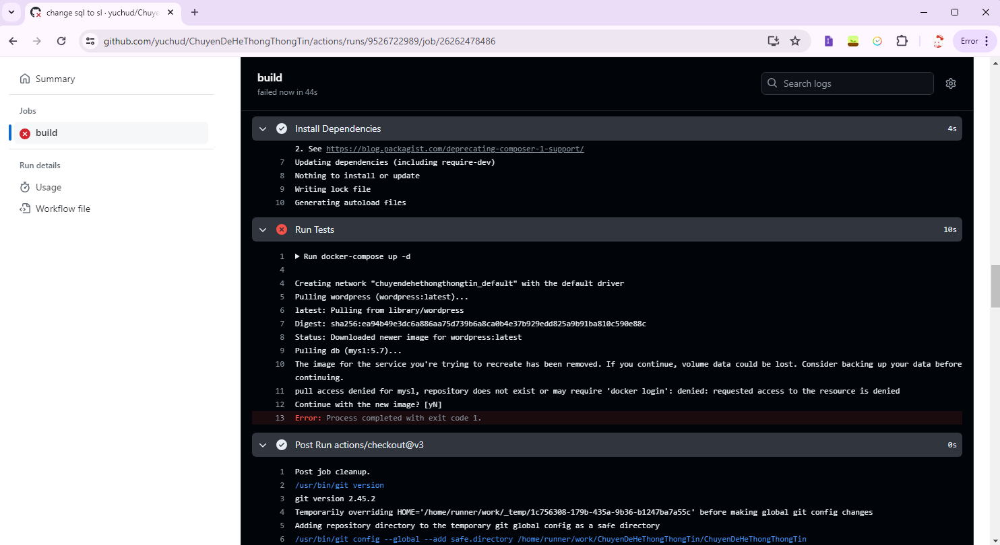 change sql to sl · yuchud/Chuye
github.com/yuchud/ChuyenDeHeThongThongTin/actions/runs/9526722989/job/26262478486
Error
Summary
Jobs
build
Run details
Usage
Workflow file
build
failed now in 44s
Search logs
Install Dependencies 4s
2. See https://blog.packagist.com/deprecating-composer-1-support/
7 Updating dependencies (including require-dev)
8 Nothing to install or update
9 Writing lock file
10 Generating autoload files
Run Tests 10s
1 Run docker-compose up -d
4
4 Creating network "chuyendehethongthongtin_default" with the default driver
5 Pulling wordpress (wordpress:latest)...
6 latest: Pulling from library/wordpress
7 Digest: sha256:ea94b49e3dc6a886aa75d739b6a8ca0b4e37b929edd825a9b91ba810c590e88c
8 Status: Downloaded newer image for wordpress:latest
9 Pulling db (mysl:5.7)...
10 The image for the service you're trying to recreate has been removed. If you continue, volume data could be lost. Consider backing up your data before
continuing.
11 pull access denied for mysl, repository does not exist or may require 'docker login': denied: requested access to the resource is denied
12 Continue with the new image? [yN]
13 Error: Process completed with exit code 1.
Post Run actions/checkout@v3 0s
1 Post job cleanup.
2 /usr/bin/git version
3 git version 2.45.2
4 Temporarily overriding HOME='/home/runner/work/_temp/1c756308-179b-435a-9b36-b1247ba7a55c' before making global git config changes
5 Adding repository directory to the temporary git global config as a safe directory
6 /usr/bin/git config --global --add safe.directory /home/runner/work/ChuyenDeHeThongThongTin/ChuyenDeHeThongThongTin